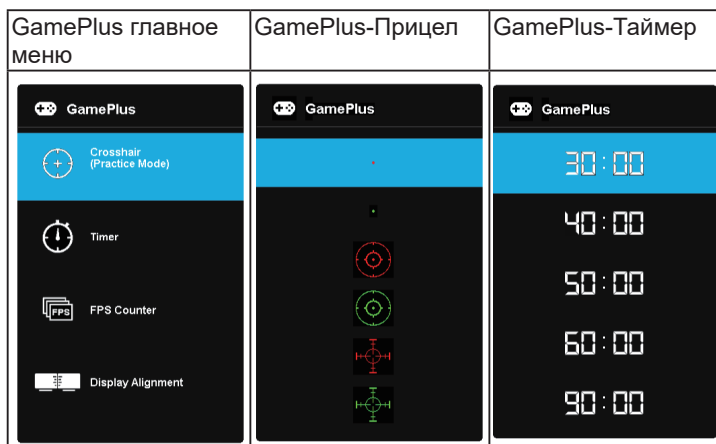 GamePlus главное
меню
GamePlus-Прицел
GamePlus-Таймер
GamePlus
Crosshair
(Practice Mode)
Timer
FPS
FPS Counter
Display Alignment
GamePlus
GamePlus
30:00
40:00
50:00
60:00
90:00